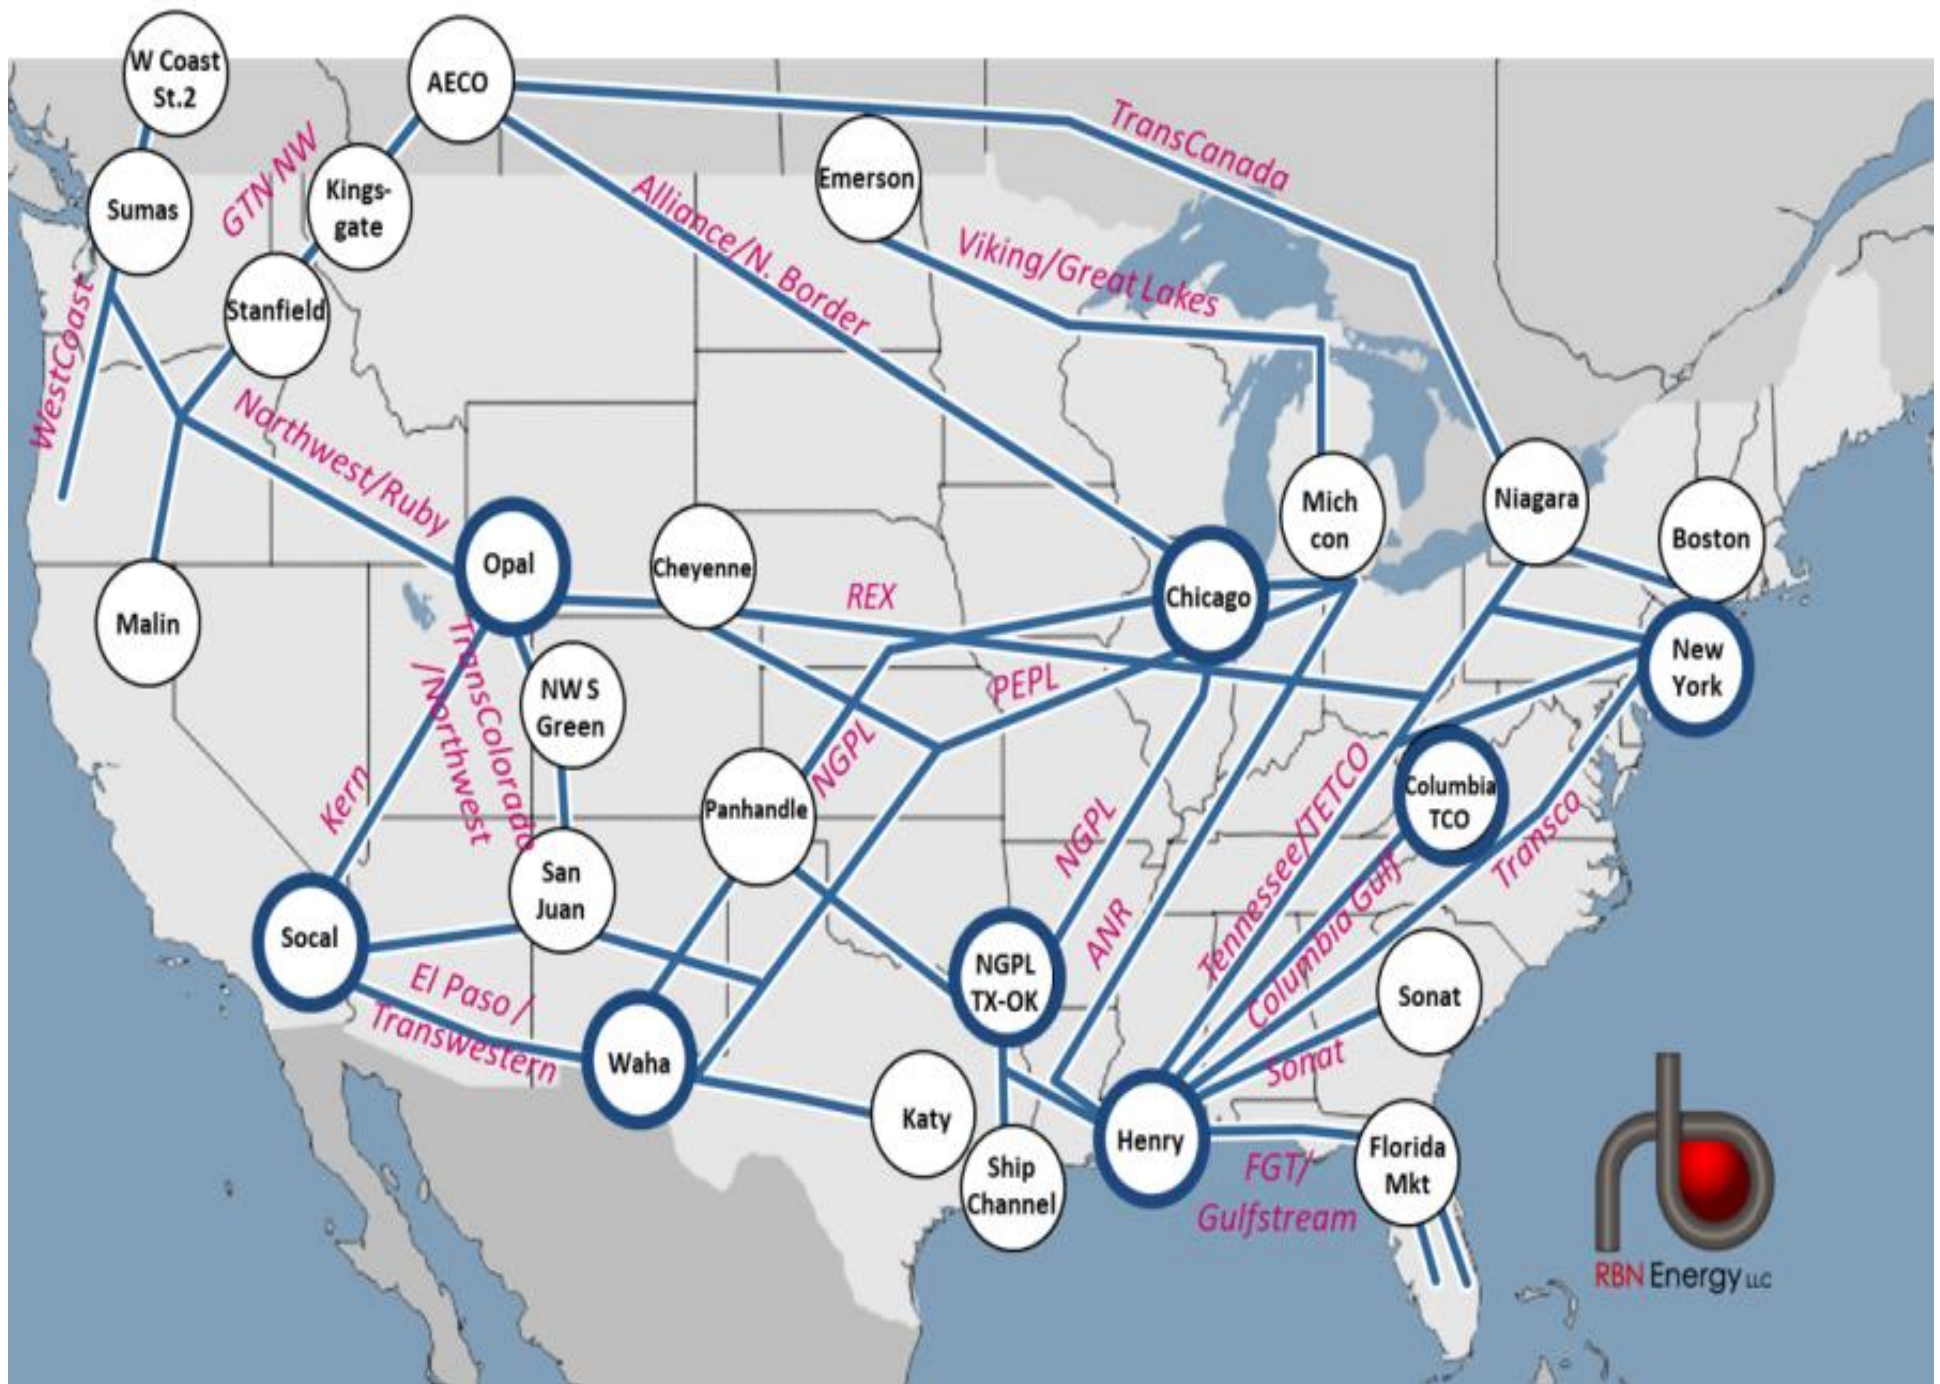 W Coast
St.2
AECO
TransCanada
GTN NW
Kings-
gate
Emerson
Sumas
Alliance/N. Border
Viking/Great Lakes
Stanfield
WestCoast
Northwest/Ruby
Mich
con
Niagara
Boston
Opal
Cheyenne
Chicago
REX
Malin
New
York
TransColorado
/Northwest
NW S
Green
PEPL
NGPL
Kern
Panhandle
Columbia
TCO
NGPL
Tennessee/TETCO
Transco
San
Juan
Socal
ANR
Columbia Gulf
NGPL
TX-OK
Sonat
El Paso /
Transwestern
Waha
Sonat
Katy
Henry
Florida
Mkt
Ship
Channel
FGT/
Gulfstream
RBN Energy LLC